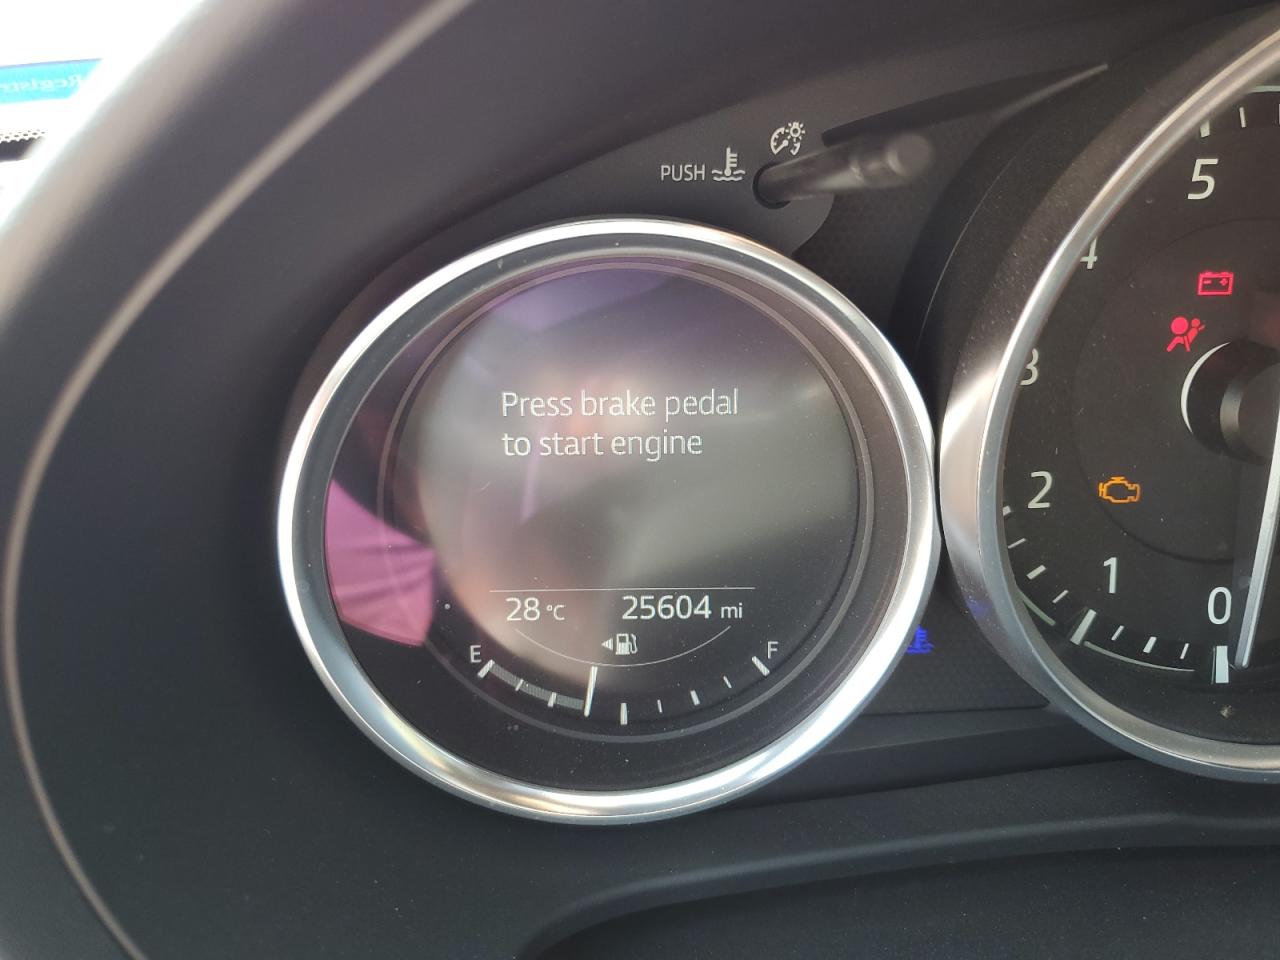 PUSH
5
4
3
2
1
0
Press brake pedal
to start engine
28 °C 25604 mi
E F